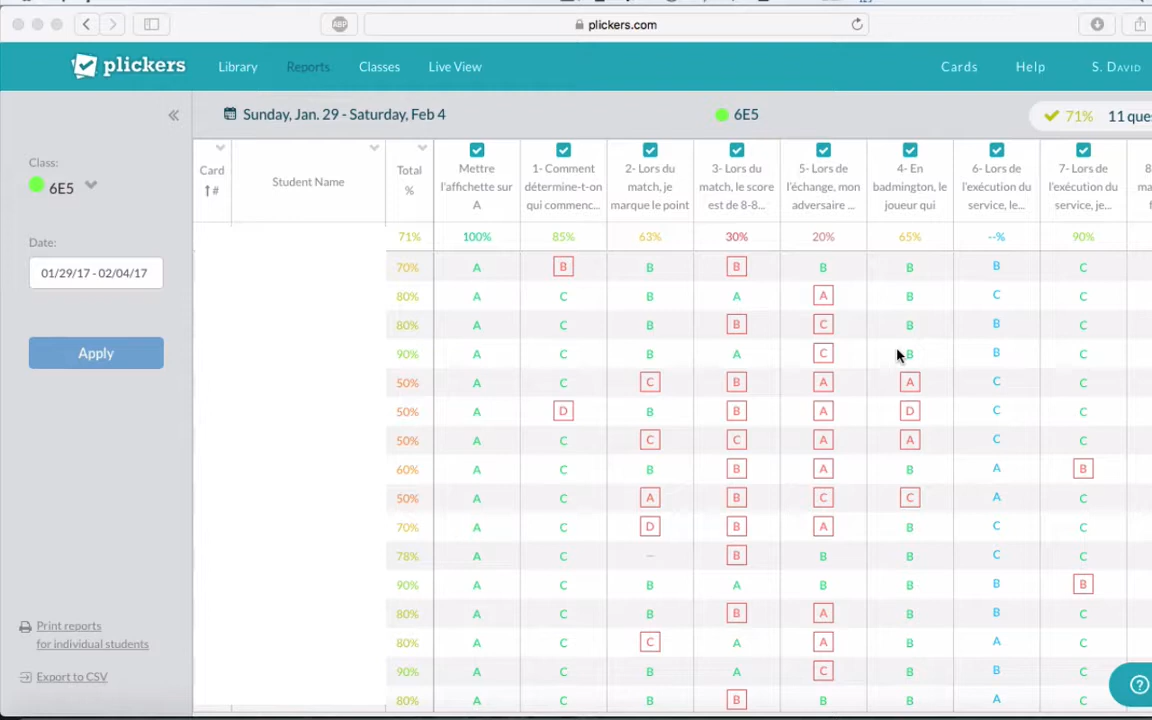 ABP
plickers.com
plickers Library Reports Classes Live View Cards Help S. DAVID
Sunday, Jan. 29 - Saturday, Feb 4 6E5 71% 11 ques
Class:
6E5
Date:
01/29/17 - 02/04/17
Apply
Print reports
for individual students
Export to CSV
Card
#
Student Name
Total
%
Mettre
l'affichette sur
A
1- Comment
détermine-t-on
qui commenc...
2- Lors du
match, je
marque le point
3- Lors du
match, le score
est de 8-8...
5- Lors de
l'échange, mon
adversaire ...
4- En
badmington, le
joueur qui
6- Lors de
l'exécution du
service, le...
7- Lors de
l'exécution du
service, je...
8
ma
f
71% 100% 85% 63% 30% 20% 65% --% 90%
70% A B B B B B B C
80% A C B A A B C C
80% A C B B C B B C
90% A C B A C B B C
50% A C C B A A C C
50% A D B B A D C C
50% A C C C A A C C
60% A C B B A B A B
50% A C A B C C A C
70% A C D B A B C C
78% A C – B B B C C
90% A C B A B B B B
80% A C B B A B B C
80% A C C A A B A C
90% A C B A C B B C
80% A C B B B B A C